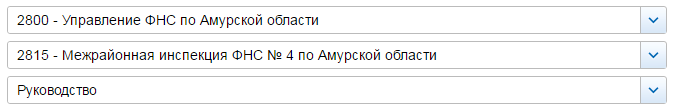 2800 - Управление ФНС по Амурской области
2815 - Межрайонная инспекция ФНС № 4 по Амурской области
Руководство